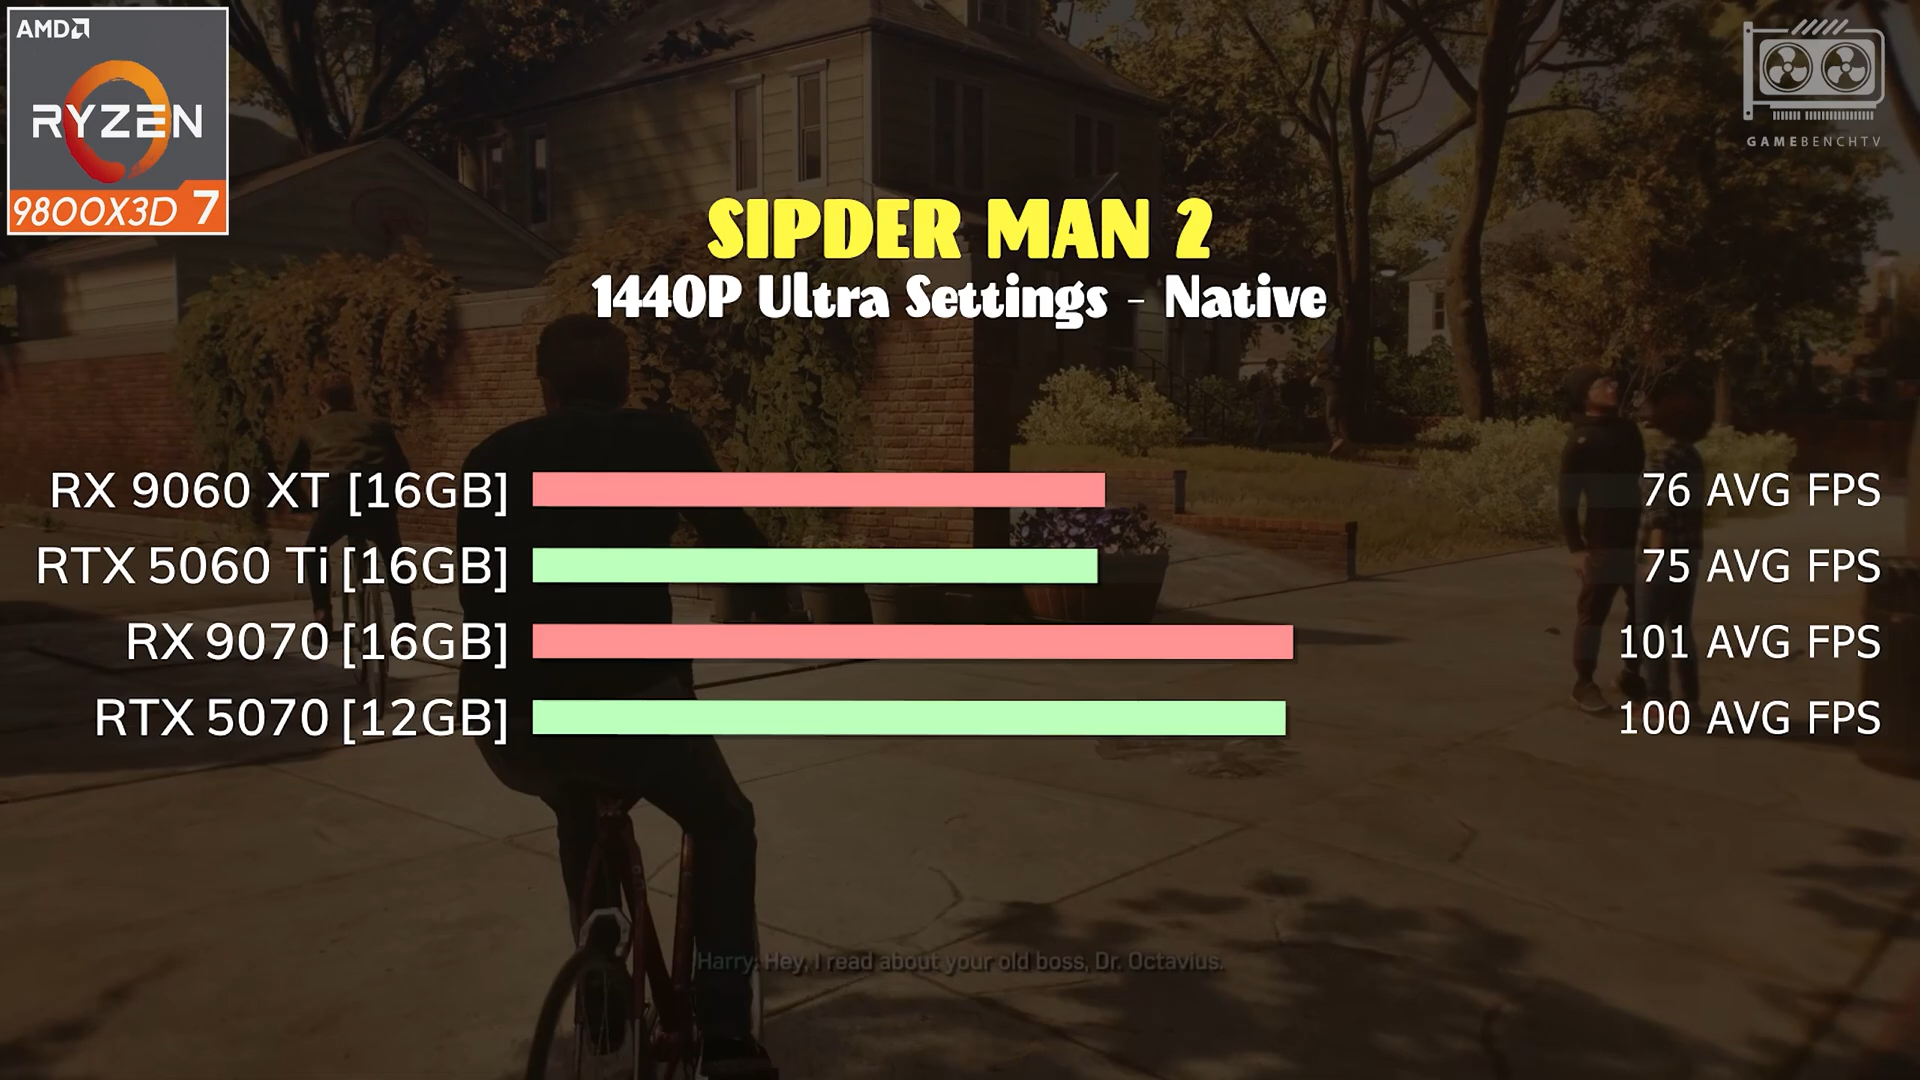 AMD
RYZEN
9800X3D 7
GAMEBENCHTV
SIPDER MAN 2
1440P Ultra Settings - Native
RX 9060 XT [16GB] 76 AVG FPS
RTX 5060 Ti [16GB] 75 AVG FPS
RX 9070 [16GB] 101 AVG FPS
RTX 5070 [12GB] 100 AVG FPS
Harry: Hey, I read about your old boss, Dr. Octavius.